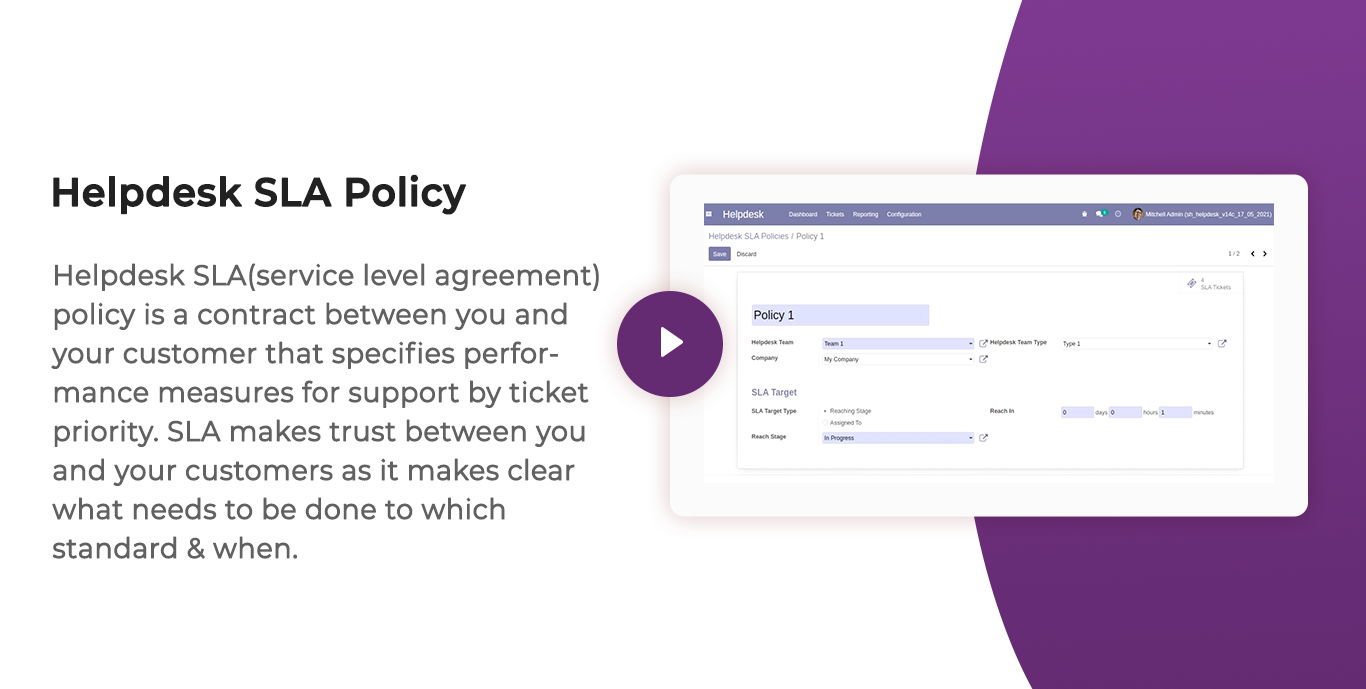 Helpdesk SLA Policy
Helpdesk SLA(service level agreement)
policy is a contract between you and
your customer that specifies perfor-
mance measures for support by ticket
priority. SLA makes trust between you
and your customers as it makes clear
what needs to be done to which
standard & when.
Helpdesk Dashboard Tickets Reporting Configuration Mitchell Admin (sh_helpdesk_v14c_17_05_2021)
Helpdesk SLA Policies / Policy 1
Save Discard 1 / 2
4
SLA Tickets
Policy 1
Helpdesk Team Team 1 Helpdesk Team Type Type 1
Company My Company
SLA Target
SLA Target Type Reaching Stage Reach In 0 days 0 hours 1 minutes
Assigned To
Reach Stage In Progress